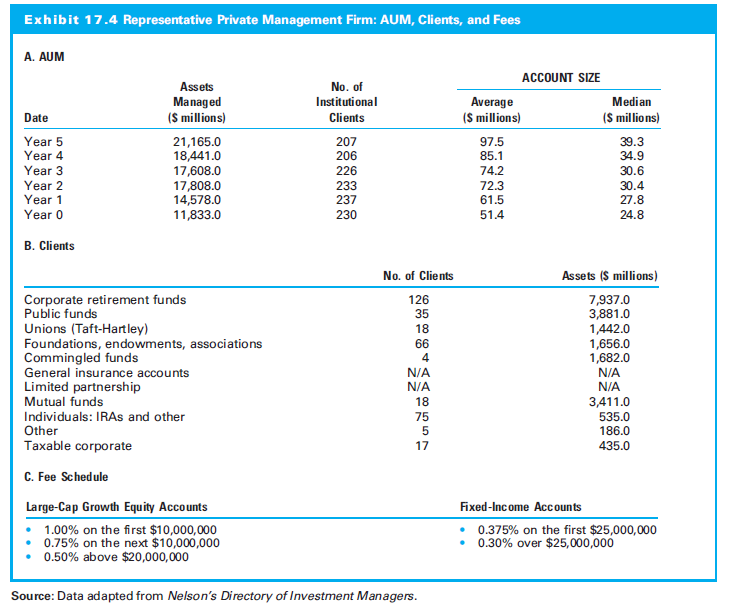 Exhibit 17.4 Representative Private Management Firm: AUM, Clients, and Fees
A. AUM
ACCOUNT SIZE
Assets No. of
Managed Institutional Average Median
Date ($ millions) Clients ($ millions) ($ millions)
Year 5 21,165.0 207 97.5 39.3
Year 4 18,441.0 206 85.1 34.9
Year 3 17,608.0 226 74.2 30.6
Year 2 17,808.0 233 72.3 30.4
Year 1 14,578.0 237 61.5 27.8
Year 0 11,833.0 230 51.4 24.8
B. Clients
No. of Clients Assets ($ millions)
Corporate retirement funds 126 7,937.0
Public funds 35 3,881.0
Unions (Taft-Hartley) 18 1,442.0
Foundations, endowments, associations 66 1,656.0
Commingled funds 4 1,682.0
General insurance accounts N/A N/A
Limited partnership N/A N/A
Mutual funds 18 3,411.0
Individuals: IRAs and other 75 535.0
Other 5 186.0
Taxable corporate 17 435.0
C. Fee Schedule
Large-Cap Growth Equity Accounts Fixed-Income Accounts
• 1.00% on the first $10,000,000 • 0.375% on the first $25,000,000
• 0.75% on the next $10,000,000 • 0.30% over $25,000,000
• 0.50% above $20,000,000
Source: Data adapted from Nelson's Directory of Investment Managers.